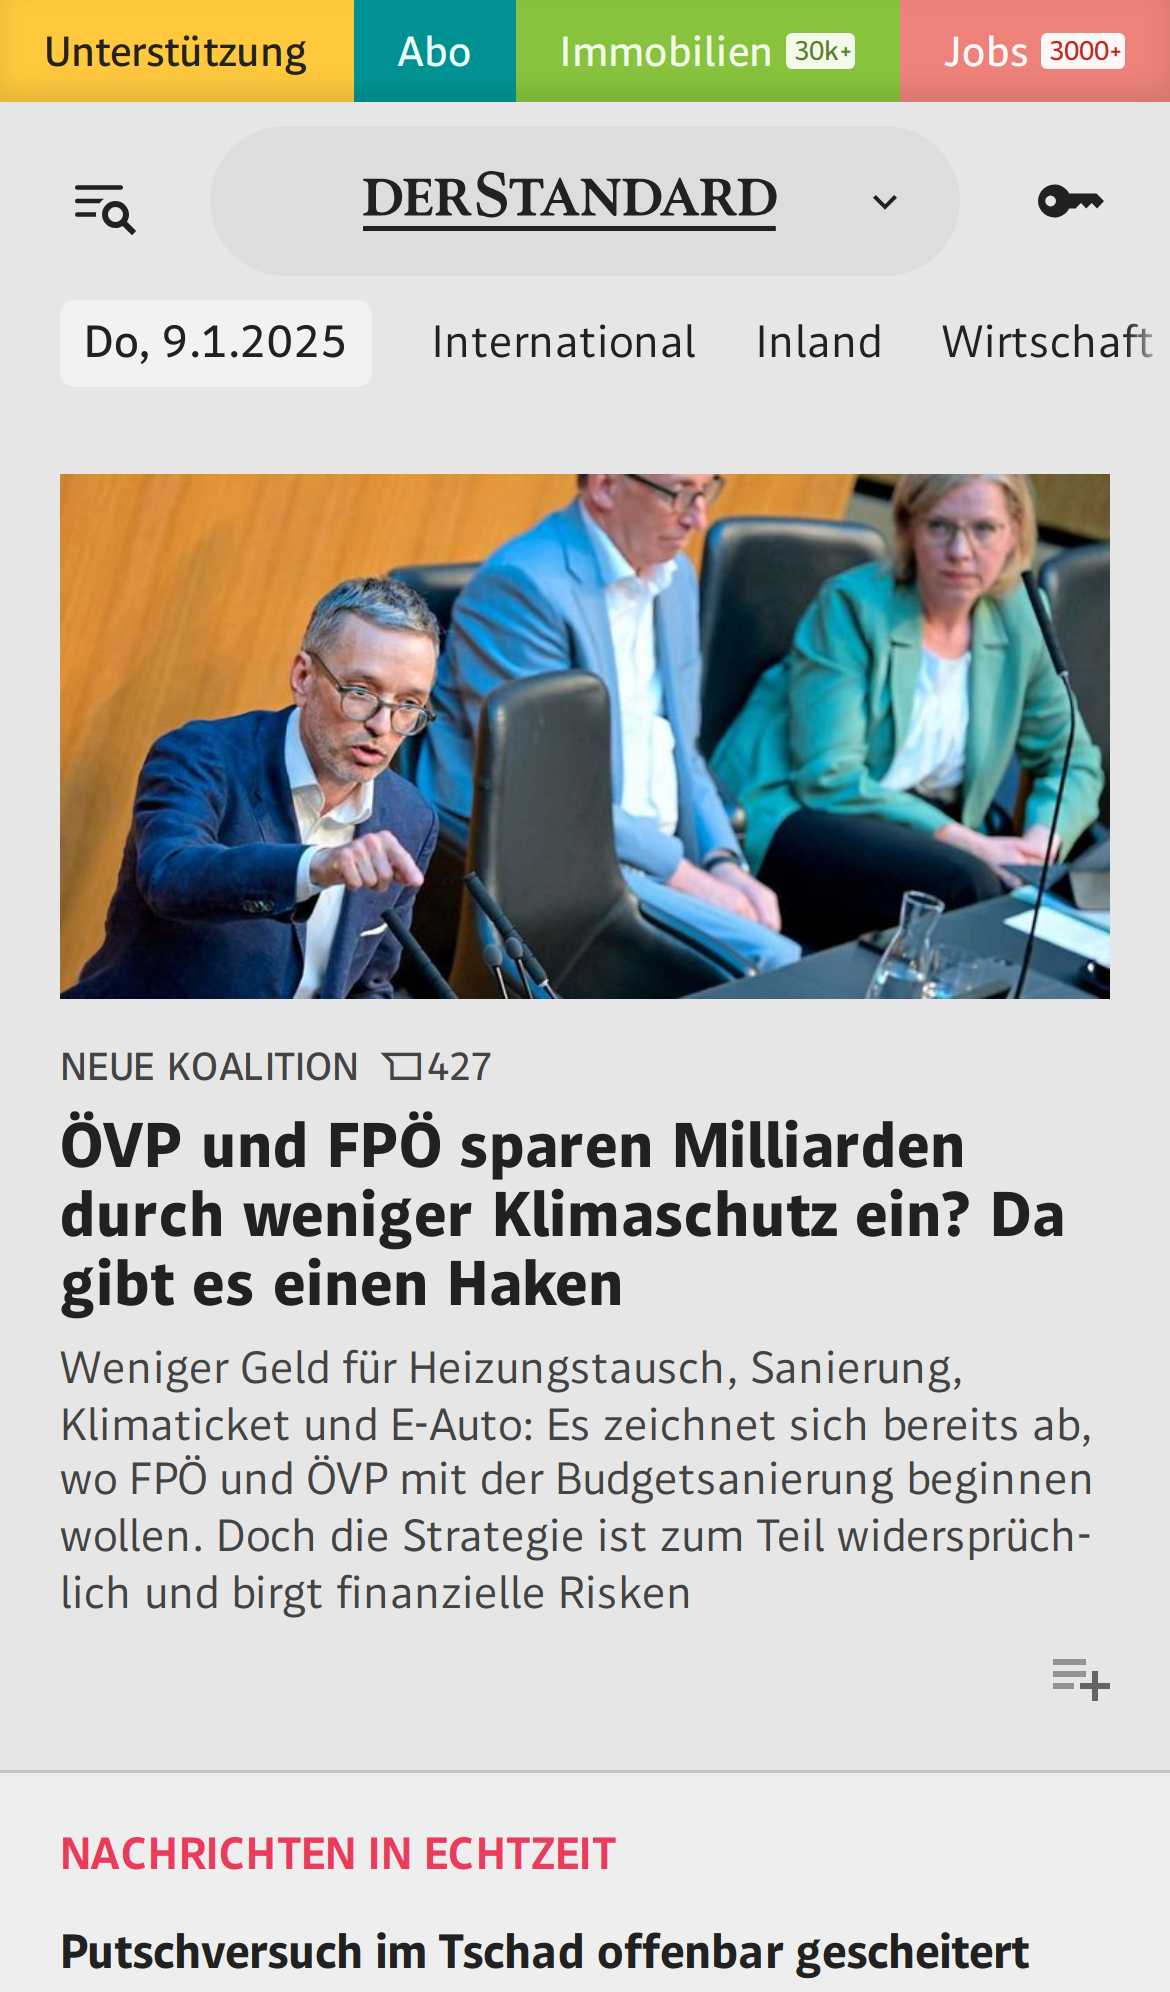 Unterstützung Abo Immobilien 30k+ Jobs 3000+
DERSTANDARD
Do, 9.1.2025 International Inland Wirtschaft
NEUE KOALITION 427
ÖVP und FPÖ sparen Milliarden
durch weniger Klimaschutz ein? Da
gibt es einen Haken
Weniger Geld für Heizungstausch, Sanierung,
Klimaticket und E-Auto: Es zeichnet sich bereits ab,
wo FPÖ und ÖVP mit der Budgetsanierung beginnen
wollen. Doch die Strategie ist zum Teil widersprüch-
lich und birgt finanzielle Risken
NACHRICHTEN IN ECHTZEIT
Putschversuch im Tschad offenbar gescheitert